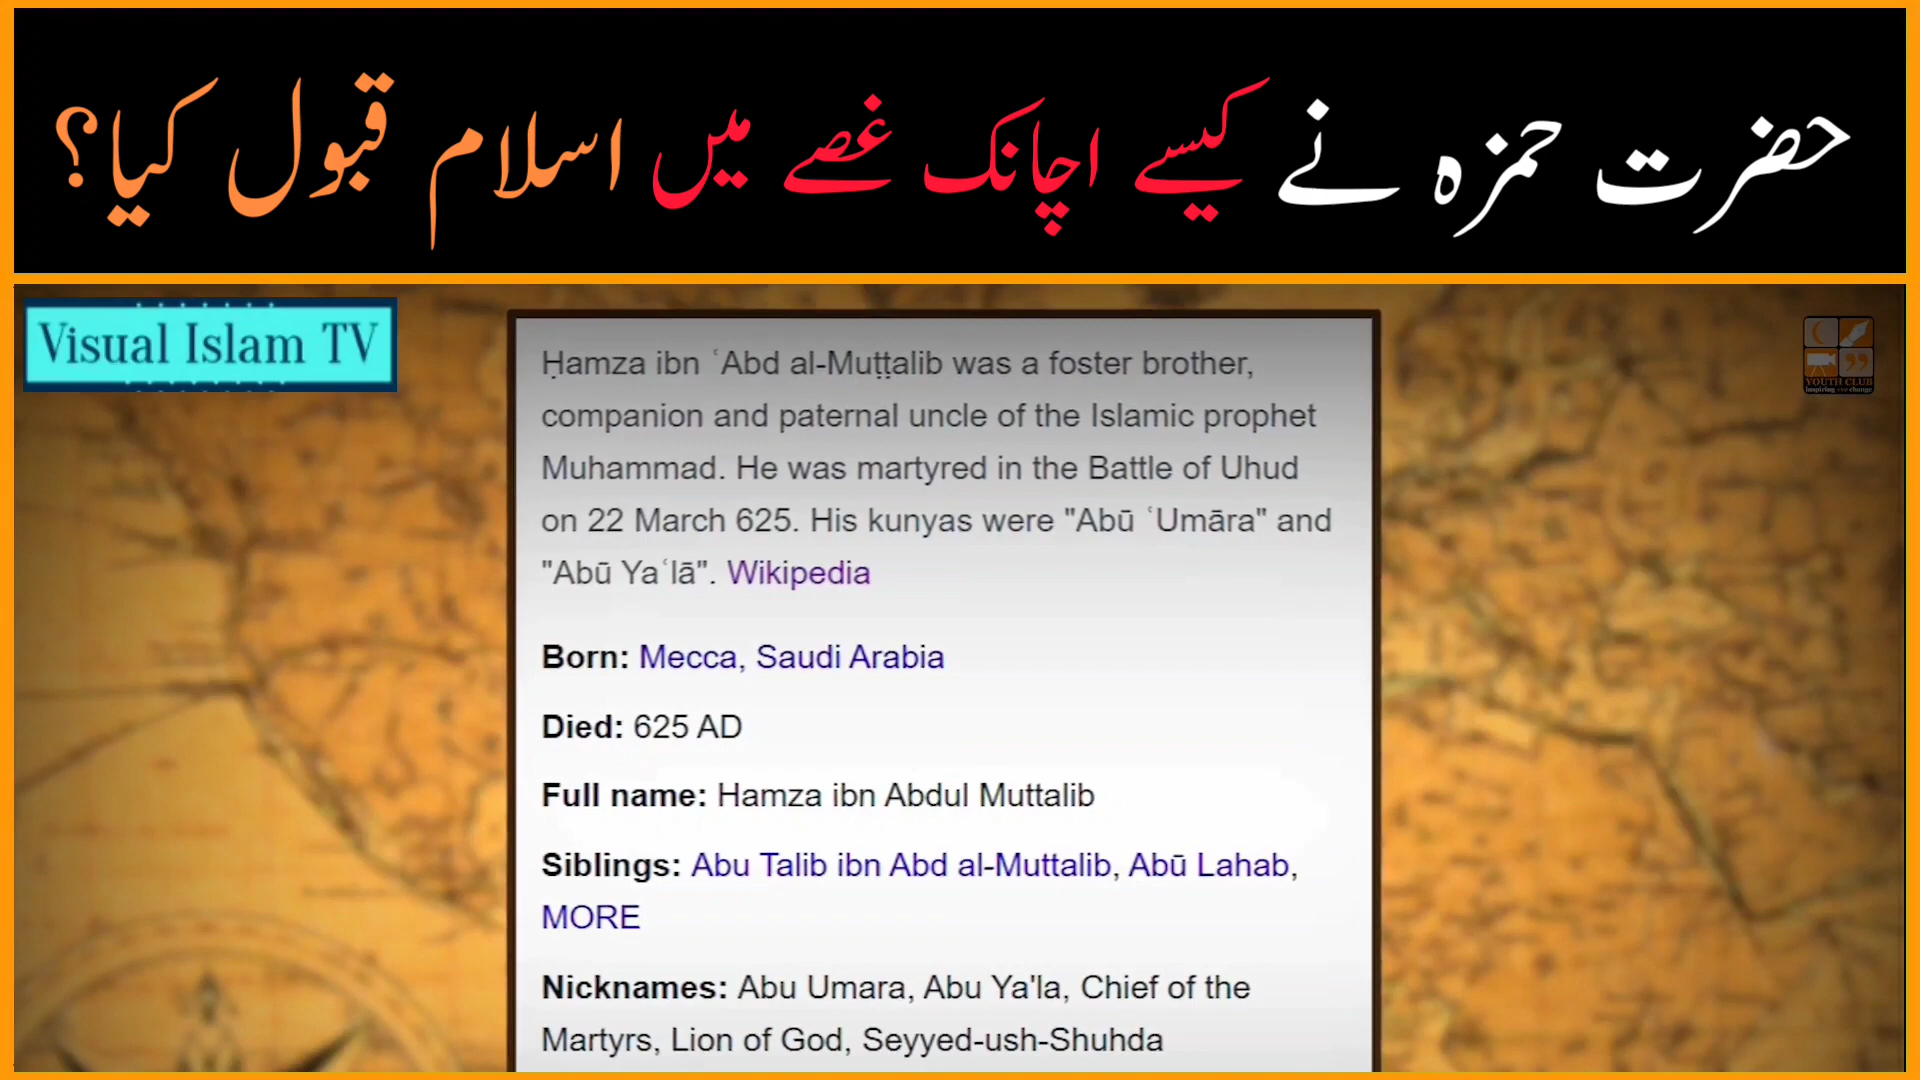 حضرت حمزہ نے کیسے اچانک غصے میں اسلام قبول کیا؟
Visual Islam TV
YOUTH CLUB
Inspiring +ve change
Ḥamza ibn ʿAbd al-Muṭṭalib was a foster brother,
companion and paternal uncle of the Islamic prophet
Muhammad. He was martyred in the Battle of Uhud
on 22 March 625. His kunyas were "Abū ʿUmāra" and
"Abū Yaʿlā". Wikipedia
Born: Mecca, Saudi Arabia
Died: 625 AD
Full name: Hamza ibn Abdul Muttalib
Siblings: Abu Talib ibn Abd al-Muttalib, Abū Lahab,
MORE
Nicknames: Abu Umara, Abu Ya'la, Chief of the
Martyrs, Lion of God, Seyyed-ush-Shuhda